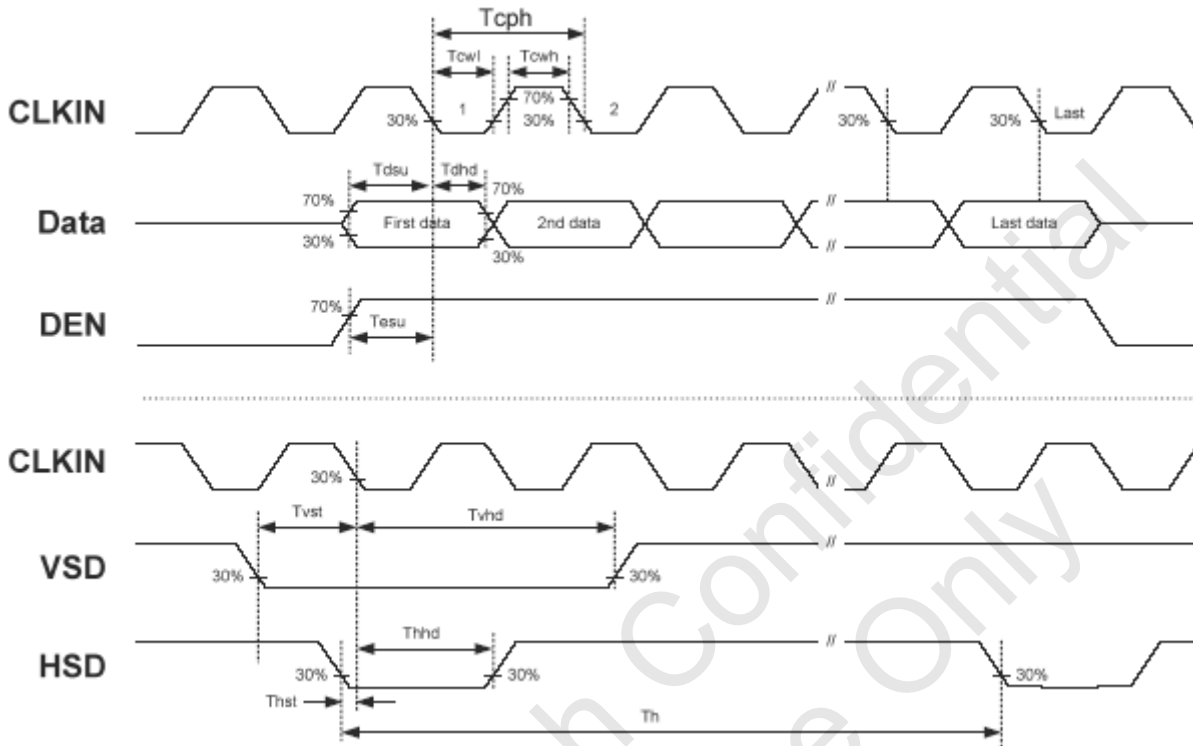 Tcph
Tcwl Tcwh
CLKIN
1 70% 2 Last
30% 30% 30% 30%
Tdsu Tdhd
70% 70%
Data First data 2nd data Last data
30% 30%
70%
DEN
Tesu
CLKIN
30%
Tvst Tvhd
VSD
30% 30%
Thhd
HSD
30% 30% 30%
Thst
Th
Confidential
Only